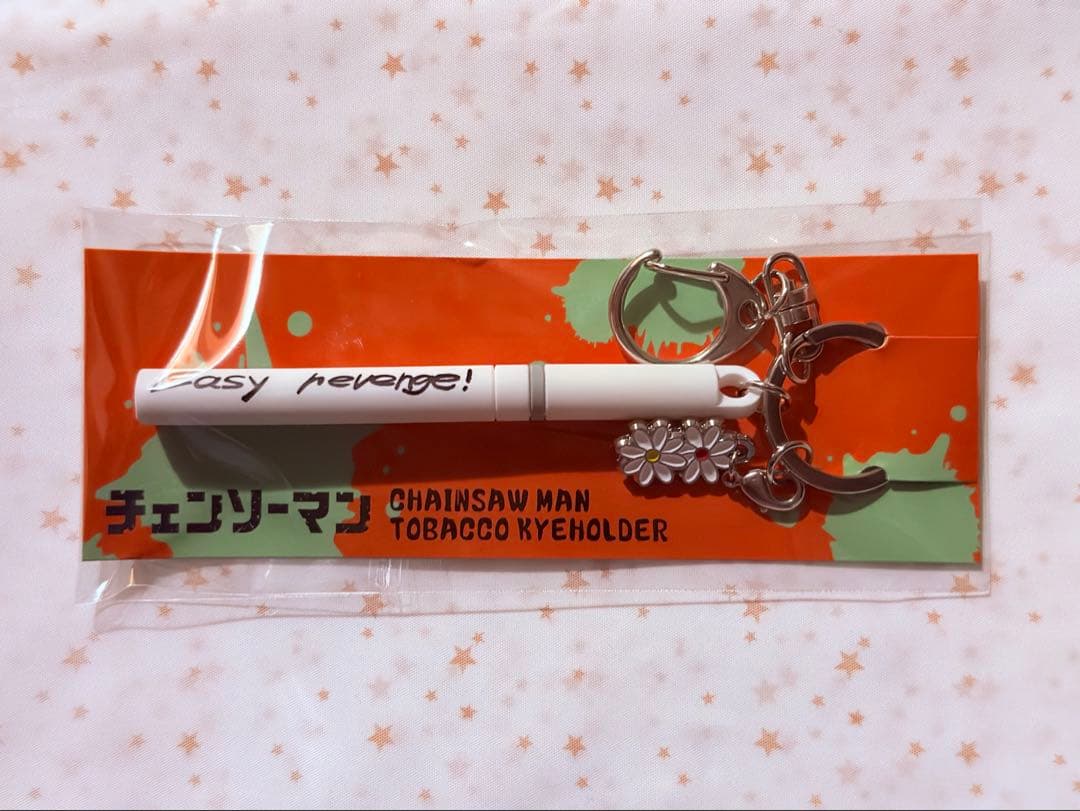 Easy revenge!
チェンソーマン
CHAINSAW MAN
TOBACCO KYEHOLDER